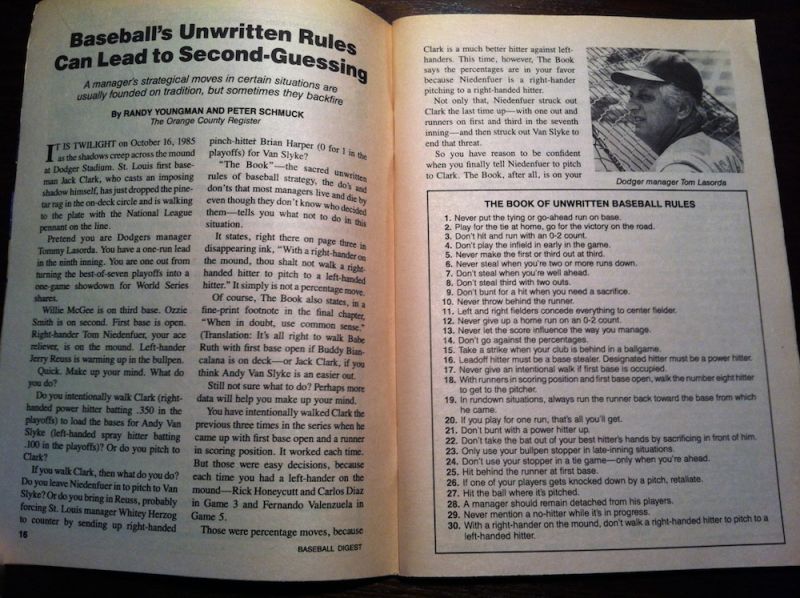 Baseball's Unwritten Rules
Can Lead to Second-Guessing
A manager's strategical moves in certain situations are
usually founded on tradition, but sometimes they backfire
By RANDY YOUNGMAN AND PETER SCHMUCK
The Orange County Register
IT IS TWILIGHT on October 16, 1985
as the shadows creep across the mound
at Dodger Stadium. St. Louis first base-
man Jack Clark, who casts an imposing
shadow himself, has just dropped the pine-
tar rag in the on-deck circle and is walking
to the plate with the National League
pennant on the line.
Pretend you are Dodgers manager
Tommy Lasorda. You have a one-run lead
in the ninth inning. You are one out from
turning the best-of-seven playoffs into a
one-game showdown for World Series
shares.
Willie McGee is on third base. Ozzie
Smith is on second. First base is open.
Right-hander Tom Niedenfuer, your ace
reliever, is on the mound. Left-hander
Jerry Reuss is warming up in the bullpen.
Quick. Make up your mind. What do
you do?
Do you intentionally walk Clark (right-
handed power hitter batting .350 in the
playoffs) to load the bases for Andy Van
Slyke (left-handed spray hitter batting
.100 in the playoffs)? Or do you pitch to
Clark?
If you walk Clark, then what do you do?
Do you leave Niedenfuer in to pitch to Van
Slyke? Or do you bring in Reuss, probably
forcing St. Louis manager Whitey Herzog
to counter by sending up right-handed
16
pinch-hitter Brian Harper (0 for 1 in the
playoffs) for Van Slyke?
"The Book"—the sacred unwritten
rules of baseball strategy, the do's and
don'ts that most managers live and die by
even though they don't know who decided
them—tells you what not to do in this
situation.
It states, right there on page three in
disappearing ink, "With a right-hander on
the mound, thou shalt not walk a right-
handed hitter to pitch to a left-handed
hitter." It simply is not a percentage move.
Of course, The Book also states, in a
fine-print footnote in the final chapter,
"When in doubt, use common sense."
(Translation: It's all right to walk Babe
Ruth with first base open if Buddy Bian-
calana is on deck—or Jack Clark, if you
think Andy Van Slyke is an easier out.
Still not sure what to do? Perhaps more
data will help you make up your mind.
You have intentionally walked Clark the
previous three times in the series when he
came up with first base open and a runner
in scoring position. It worked each time.
But those were easy decisions, because
each time you had a left-hander on the
mound—Rick Honeycutt and Carlos Diaz
in Game 3 and Fernando Valenzuela in
Game 5.
Those were percentage moves, because
BASEBALL DIGEST
Clark is a much better hitter against left-
handers. This time, however, The Book
says the percentages are in your favor
because Niedenfuer is a right-hander
pitching to a right-handed hitter.
Not only that, Niedenfuer struck out
Clark the last time up—with one out and
runners on first and third in the seventh
inning—and then struck out Van Slyke to
end that threat.
So you have reason to be confident
when you finally tell Niedenfuer to pitch
to Clark. The Book, after all, is on your
Dodger manager Tom Lasorda
THE BOOK OF UNWRITTEN BASEBALL RULES
1. Never put the tying or go-ahead run on base.
2. Play for the tie at home, go for the victory on the road.
3. Don't hit and run with an 0-2 count.
4. Don't play the infield in early in the game.
5. Never make the first or third out at third.
6. Never steal when you're two or more runs down.
7. Don't steal when you're well ahead.
8. Don't steal third with two outs.
9. Don't bunt for a hit when you need a sacrifice.
10. Never throw behind the runner.
11. Left and right fielders concede everything to center fielder.
12. Never give up a home run on an 0-2 count.
13. Never let the score influence the way you manage.
14. Don't go against the percentages.
15. Take a strike when your club is behind in a ballgame.
16. Leadoff hitter must be a base stealer. Designated hitter must be a power hitter.
17. Never give an intentional walk if first base is occupied.
18. With runners in scoring position and first base open, walk the number eight hitter
to get to the pitcher.
19. In rundown situations, always run the runner back toward the base from which
he came.
20. If you play for one run, that's all you'll get.
21. Don't bunt with a power hitter up.
22. Don't take the bat out of your best hitter's hands by sacrificing in front of him.
23. Only use your bullpen stopper in late-inning situations.
24. Don't use your stopper in a tie game—only when you're ahead.
25. Hit behind the runner at first base.
26. If one of your players gets knocked down by a pitch, retaliate.
27. Hit the ball where it's pitched.
28. A manager should remain detached from his players.
29. Never mention a no-hitter while it's in progress.
30. With a right-hander on the mound, don't walk a right-handed hitter to pitch to a
left-handed hitter.